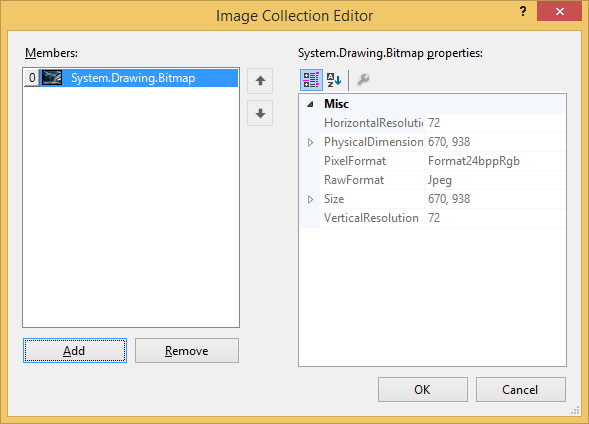 Image Collection Editor
?
Members:
0 System.Drawing.Bitmap
Add
Remove
System.Drawing.Bitmap properties:
Misc
HorizontalResolutic 72
PhysicalDimension 670, 938
PixelFormat Format24bppRgb
RawFormat Jpeg
Size 670, 938
VerticalResolution 72
OK
Cancel